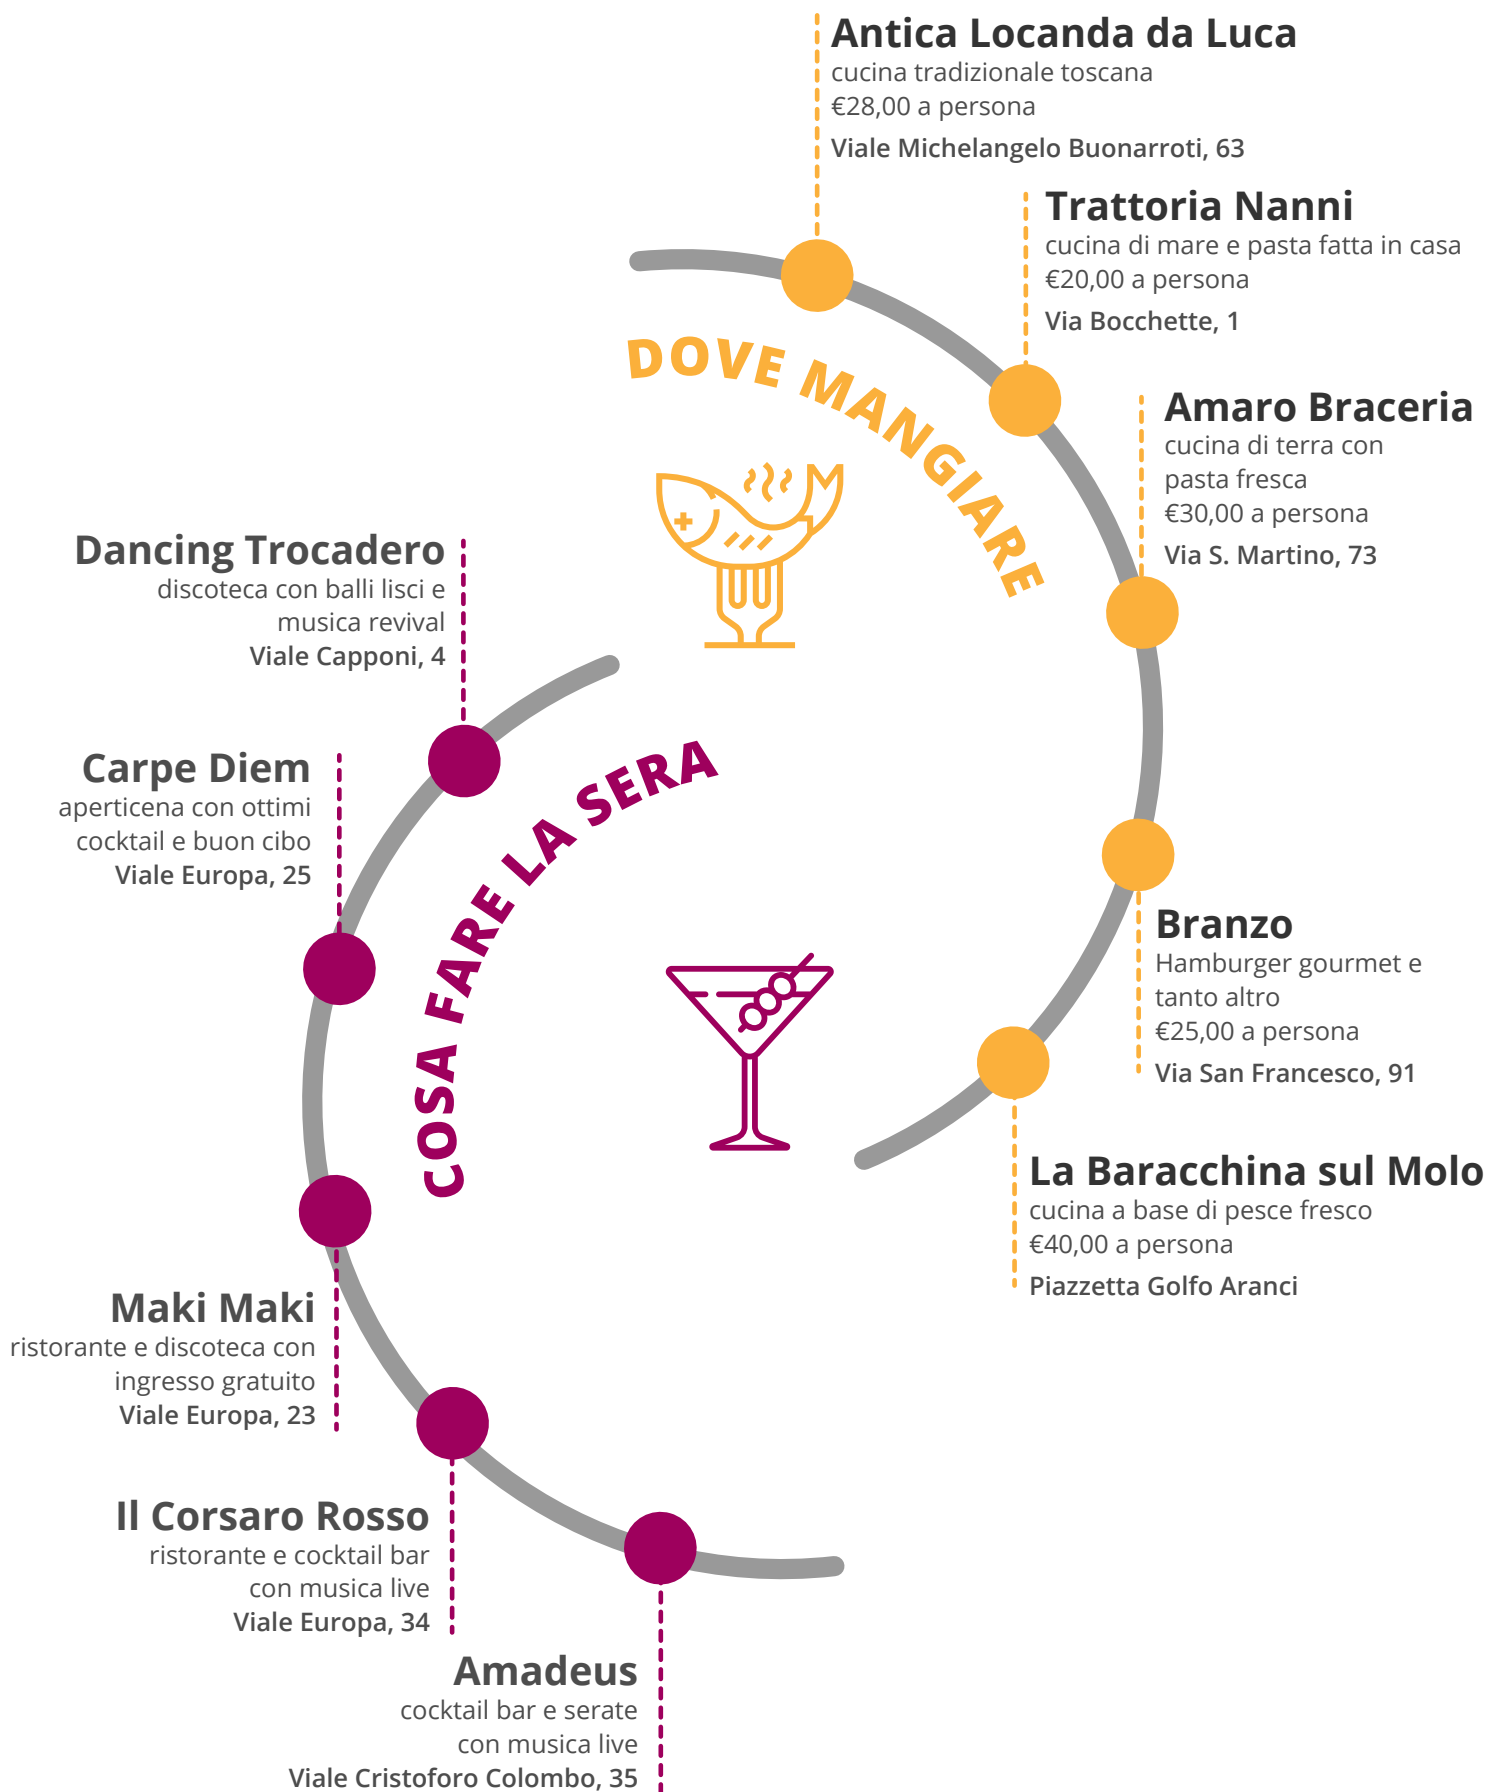 Antica Locanda da Luca
cucina tradizionale toscana
€28,00 a persona
Viale Michelangelo Buonarroti, 63
Trattoria Nanni
cucina di mare e pasta fatta in casa
€20,00 a persona
Via Bocchette, 1
DOVE MANGIARE
Amaro Braceria
cucina di terra con
pasta fresca
€30,00 a persona
Via S. Martino, 73
Branzo
Hamburger gourmet e
tanto altro
€25,00 a persona
Via San Francesco, 91
La Baracchina sul Molo
cucina a base di pesce fresco
€40,00 a persona
Piazzetta Golfo Aranci
COSA FARE LA SERA
Dancing Trocadero
discoteca con balli lisci e
musica revival
Viale Capponi, 4
Carpe Diem
aperticena con ottimi
cocktail e buon cibo
Viale Europa, 25
Maki Maki
ristorante e discoteca con
ingresso gratuito
Viale Europa, 23
Il Corsaro Rosso
ristorante e cocktail bar
con musica live
Viale Europa, 34
Amadeus
cocktail bar e serate
con musica live
Viale Cristoforo Colombo, 35